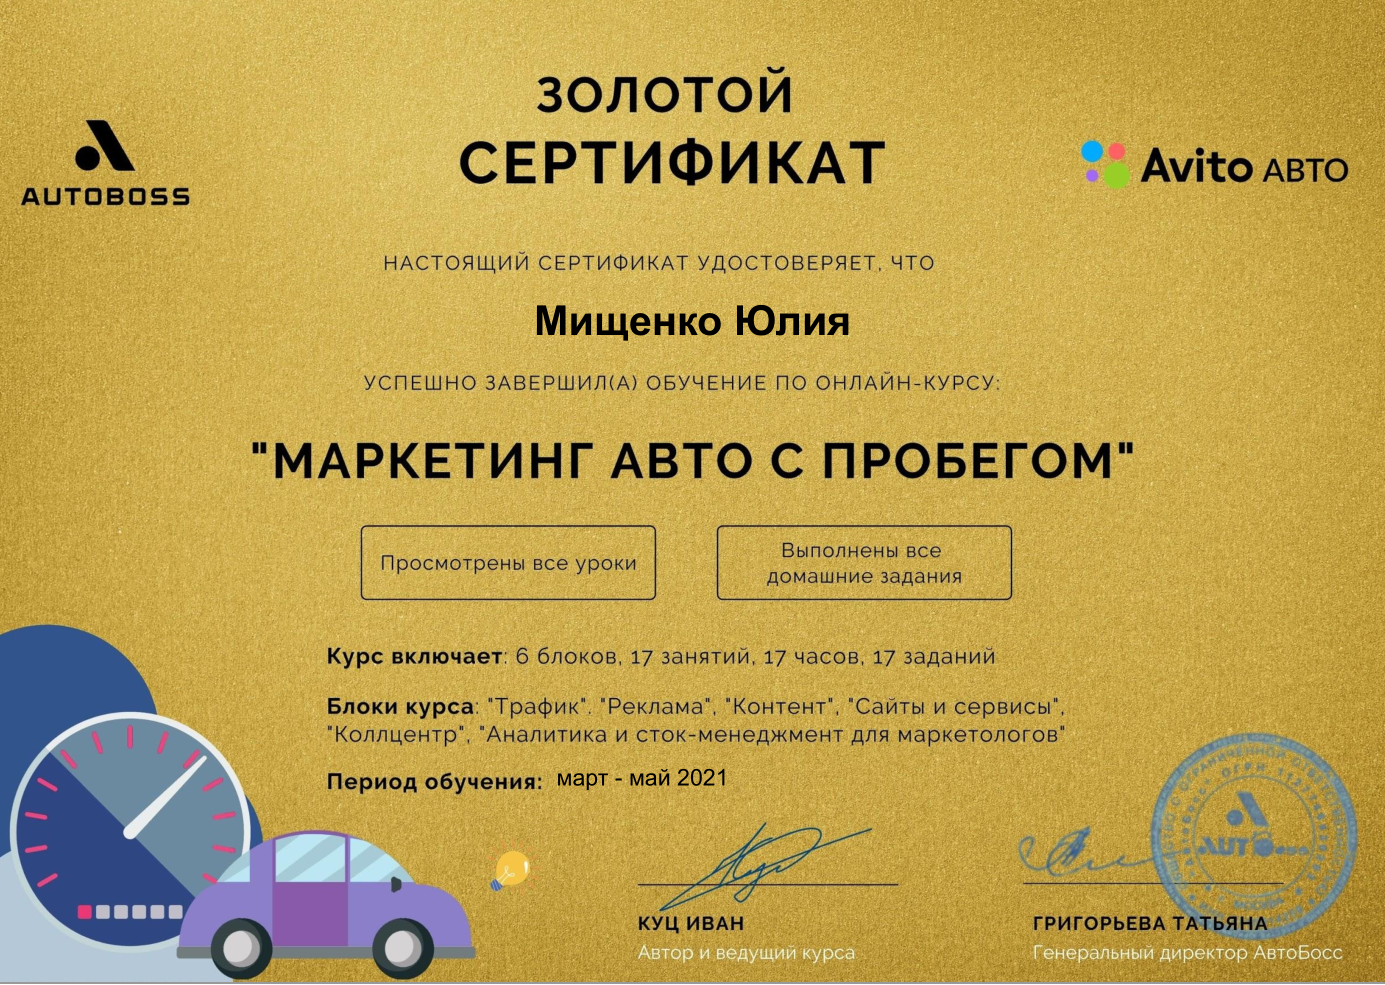 ЗОЛОТОЙ
СЕРТИФИКАТ
AUTOBOSS
Avito АВТО
НАСТОЯЩИЙ СЕРТИФИКАТ УДОСТОВЕРЯЕТ, ЧТО
Мищенко Юлия
УСПЕШНО ЗАВЕРШИЛ(А) ОБУЧЕНИЕ ПО ОНЛАЙН-КУРСУ:
"МАРКЕТИНГ АВТО С ПРОБЕГОМ"
Просмотрены все уроки
Выполнены все
домашние задания
Курс включает: 6 блоков, 17 занятий, 17 часов, 17 заданий
Блоки курса: "Трафик". "Реклама", "Контент", "Сайты и сервисы",
"Коллцентр", "Аналитика и сток-менеджмент для маркетологов"
Период обучения: март - май 2021
КУЦ ИВАН
Автор и ведущий курса
ГРИГОРЬЕВА ТАТЬЯНА
Генеральный директор АвтоБосс